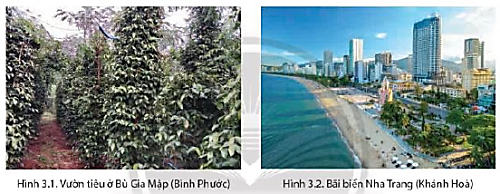 Hình 3.1. Vườn tiêu ở Bù Gia Mập (Bình Phước)
Hình 3.2. Bãi biển Nha Trang (Khánh Hoà)